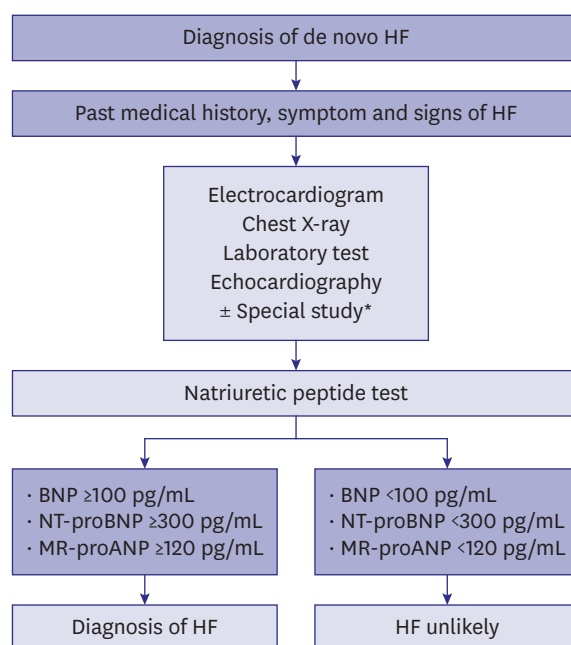 Diagnosis of de novo HF
Past medical history, symptom and signs of HF
Electrocardiogram
Chest X-ray
Laboratory test
Echocardiography
± Special study*
Natriuretic peptide test
· BNP ≥100 pg/mL
· NT-proBNP ≥300 pg/mL
· MR-proANP ≥120 pg/mL
· BNP <100 pg/mL
· NT-proBNP <300 pg/mL
· MR-proANP <120 pg/mL
Diagnosis of HF
HF unlikely